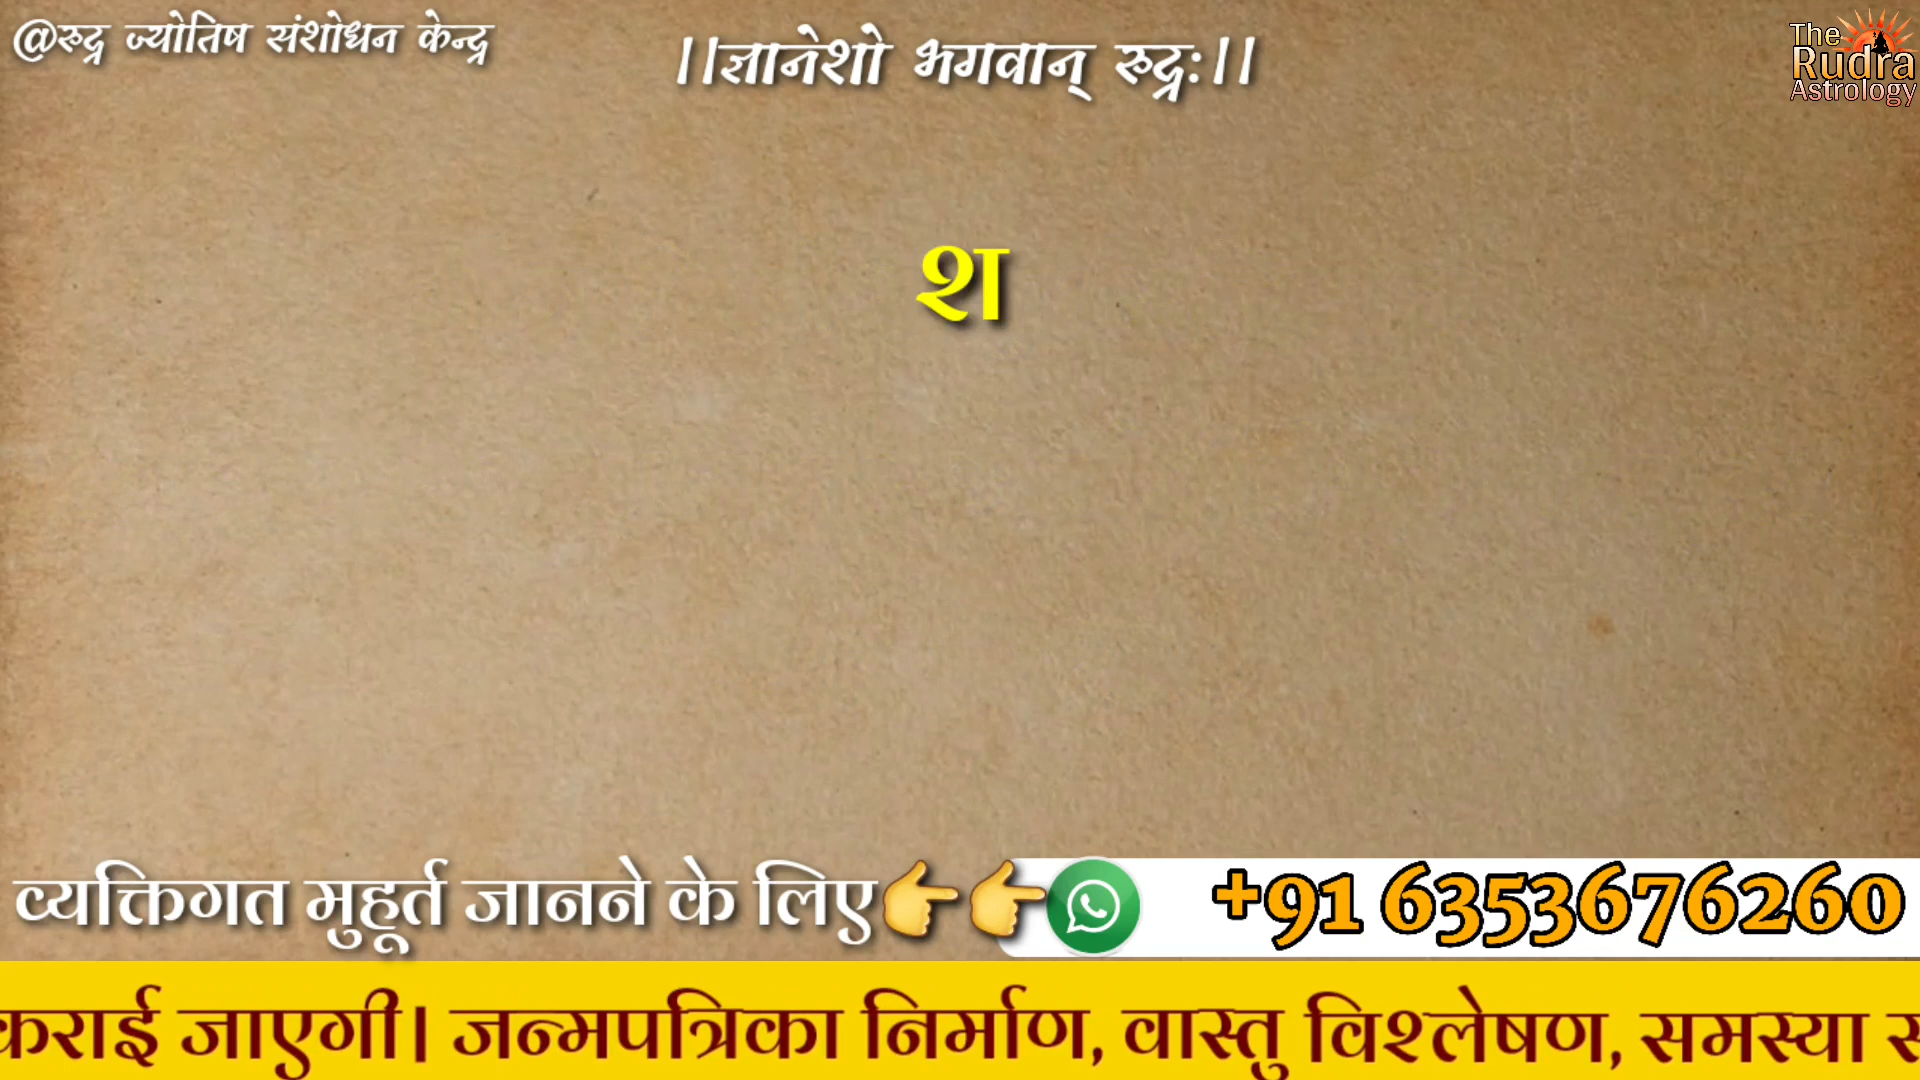 @रुद्र ज्योतिष संशोधन केन्द्र
||ज्ञानेशो भगवान् रुद्रः||
The
Rudra
Astrology
श
व्यक्तिगत मुहूर्त जानने के लिए
+91 6353676260
कराई जाएगी। जन्मपत्रिका निर्माण, वास्तु विश्लेषण, समस्या स